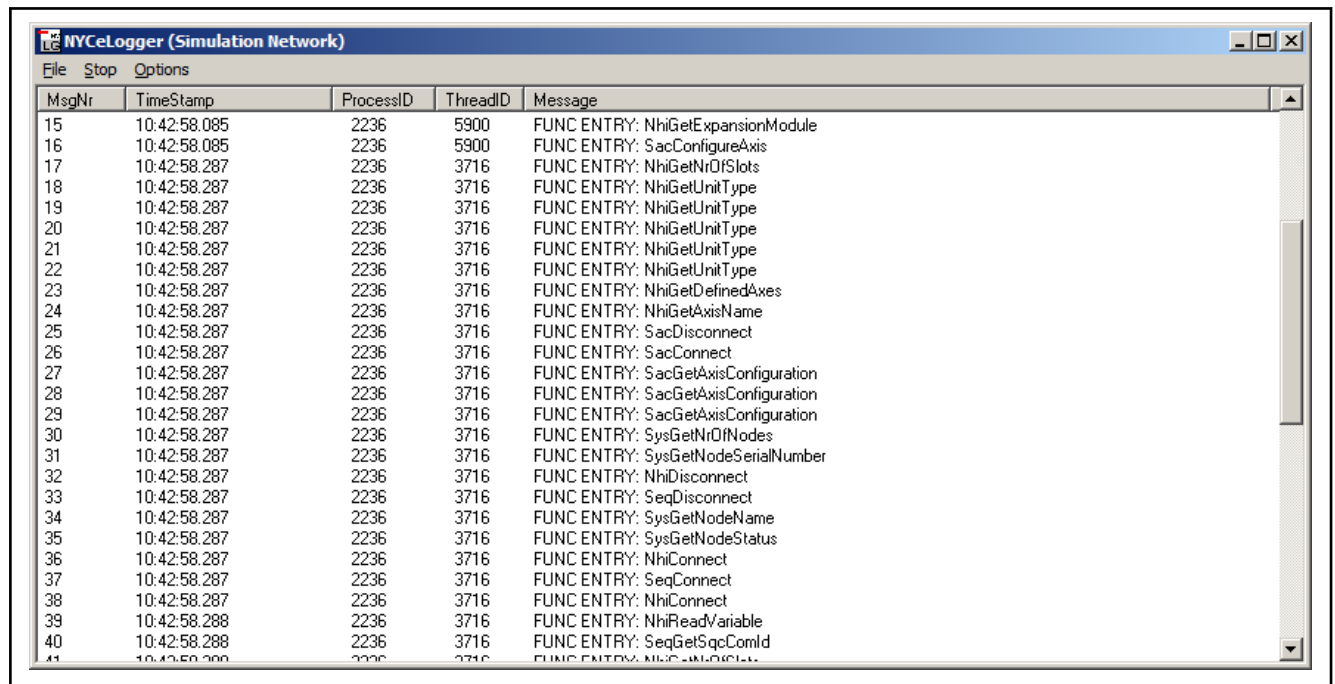 NYCeLogger (Simulation Network)
File Stop Options
MsgNr TimeStamp ProcessID ThreadID Message
15 10:42:58.085 2236 5900 FUNC ENTRY: NhiGetExpansionModule
16 10:42:58.085 2236 5900 FUNC ENTRY: SacConfigureAxis
17 10:42:58.287 2236 3716 FUNC ENTRY: NhiGetNrOfSlots
18 10:42:58.287 2236 3716 FUNC ENTRY: NhiGetUnitType
19 10:42:58.287 2236 3716 FUNC ENTRY: NhiGetUnitType
20 10:42:58.287 2236 3716 FUNC ENTRY: NhiGetUnitType
21 10:42:58.287 2236 3716 FUNC ENTRY: NhiGetUnitType
22 10:42:58.287 2236 3716 FUNC ENTRY: NhiGetUnitType
23 10:42:58.287 2236 3716 FUNC ENTRY: NhiGetDefinedAxes
24 10:42:58.287 2236 3716 FUNC ENTRY: NhiGetAxisName
25 10:42:58.287 2236 3716 FUNC ENTRY: SacDisconnect
26 10:42:58.287 2236 3716 FUNC ENTRY: SacConnect
27 10:42:58.287 2236 3716 FUNC ENTRY: SacGetAxisConfiguration
28 10:42:58.287 2236 3716 FUNC ENTRY: SacGetAxisConfiguration
29 10:42:58.287 2236 3716 FUNC ENTRY: SacGetAxisConfiguration
30 10:42:58.287 2236 3716 FUNC ENTRY: SysGetNrOfNodes
31 10:42:58.287 2236 3716 FUNC ENTRY: SysGetNodeSerialNumber
32 10:42:58.287 2236 3716 FUNC ENTRY: NhiDisconnect
33 10:42:58.287 2236 3716 FUNC ENTRY: SeqDisconnect
34 10:42:58.287 2236 3716 FUNC ENTRY: SysGetNodeName
35 10:42:58.287 2236 3716 FUNC ENTRY: SysGetNodeStatus
36 10:42:58.287 2236 3716 FUNC ENTRY: NhiConnect
37 10:42:58.287 2236 3716 FUNC ENTRY: SeqConnect
38 10:42:58.287 2236 3716 FUNC ENTRY: NhiConnect
39 10:42:58.288 2236 3716 FUNC ENTRY: NhiReadVariable
40 10:42:58.288 2236 3716 FUNC ENTRY: SeqGetSqcComId